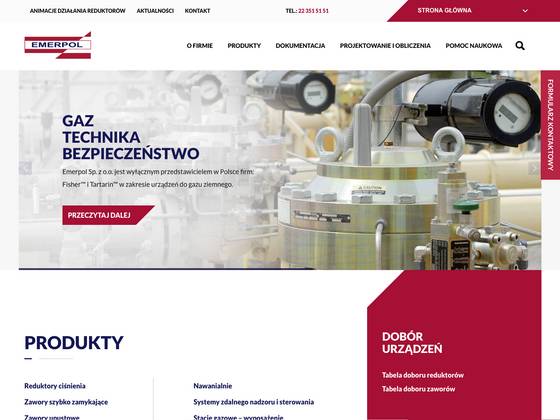 ANIMACJE DZIAŁANIA REDUKTORÓW AKTUALNOŚCI KONTAKT TEL.: 22 351 51 51 STRONA GŁÓWNA
EMERPOL
O FIRMIE PRODUKTY DOKUMENTACJA PROJEKTOWANIE I OBLICZENIA POMOC NAUKOWA
FORMULARZ KONTAKTOWY
GAZ
TECHNIKA
BEZPIECZEŃSTWO
Emerpol Sp. z o.o. jest wyłącznym przedstawicielem w Polsce firm:
Fisher™ i Tartarin™ w zakresie urządzeń do gazu ziemnego.
PRZECZYTAJ DALEJ
CAUTION
PRODUKTY
Reduktory ciśnienia
Zawory szybko zamykające
Zawory upustowe
Nawanialnie
Systemy zdalnego nadzoru i sterowania
Stacje gazowe – wyposażenie
DOBÓR
URZĄDZEŃ
Tabela doboru reduktorów
Tabela doboru zaworów